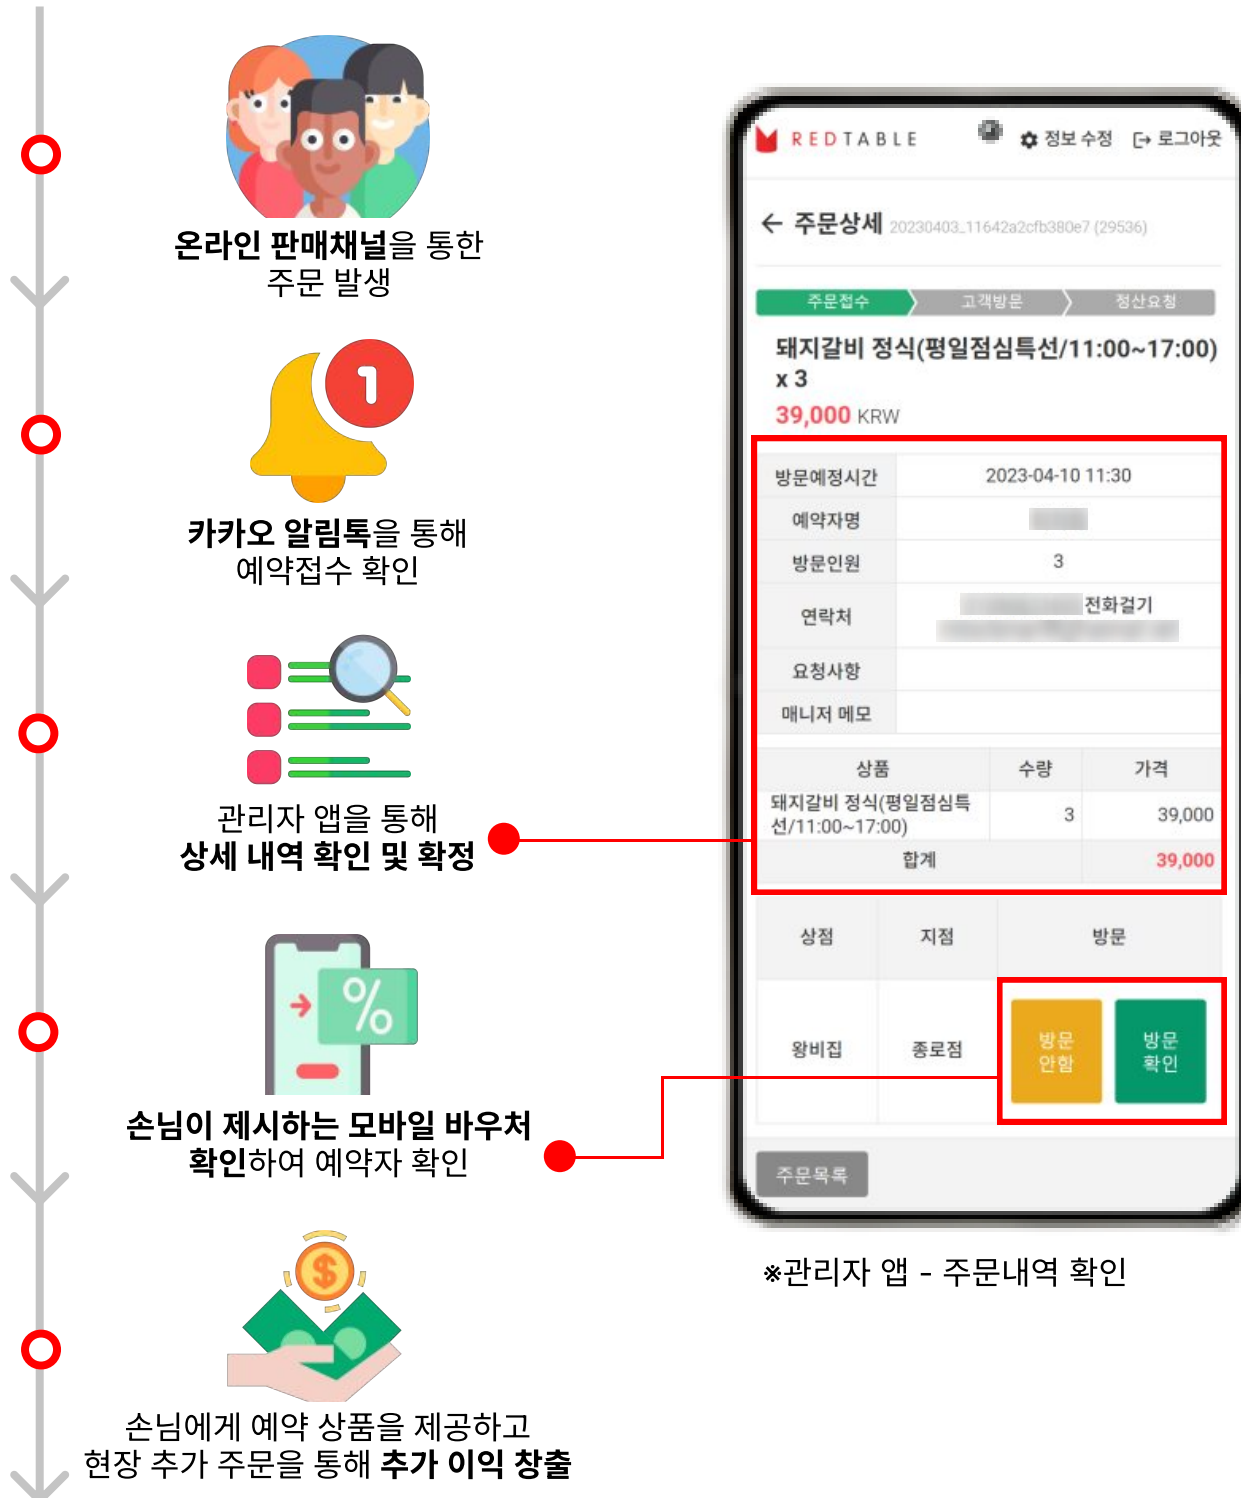 온라인 판매채널을 통한
주문 발생
1
카카오 알림톡을 통해
예약접수 확인
관리자 앱을 통해
상세 내역 확인 및 확정
%
손님이 제시하는 모바일 바우처
확인하여 예약자 확인
$
손님에게 예약 상품을 제공하고
현장 추가 주문을 통해 추가 이익 창출
REDTABLE 정보 수정 로그아웃
← 주문상세 20230403_11642a2cfb380e7 (29536)
주문접수 고객방문 정산요청
돼지갈비 정식(평일점심특선/11:00~17:00)
x 3
39,000 KRW
방문예정시간 2023-04-10 11:30
예약자명
방문인원 3
연락처 전화걸기
요청사항
매니저 메모
상품 수량 가격
돼지갈비 정식(평일점심특
선/11:00~17:00) 3 39,000
합계 39,000
상점 지점 방문
왕비집 종로점 방문 안함 방문 확인
주문목록
※관리자 앱 - 주문내역 확인